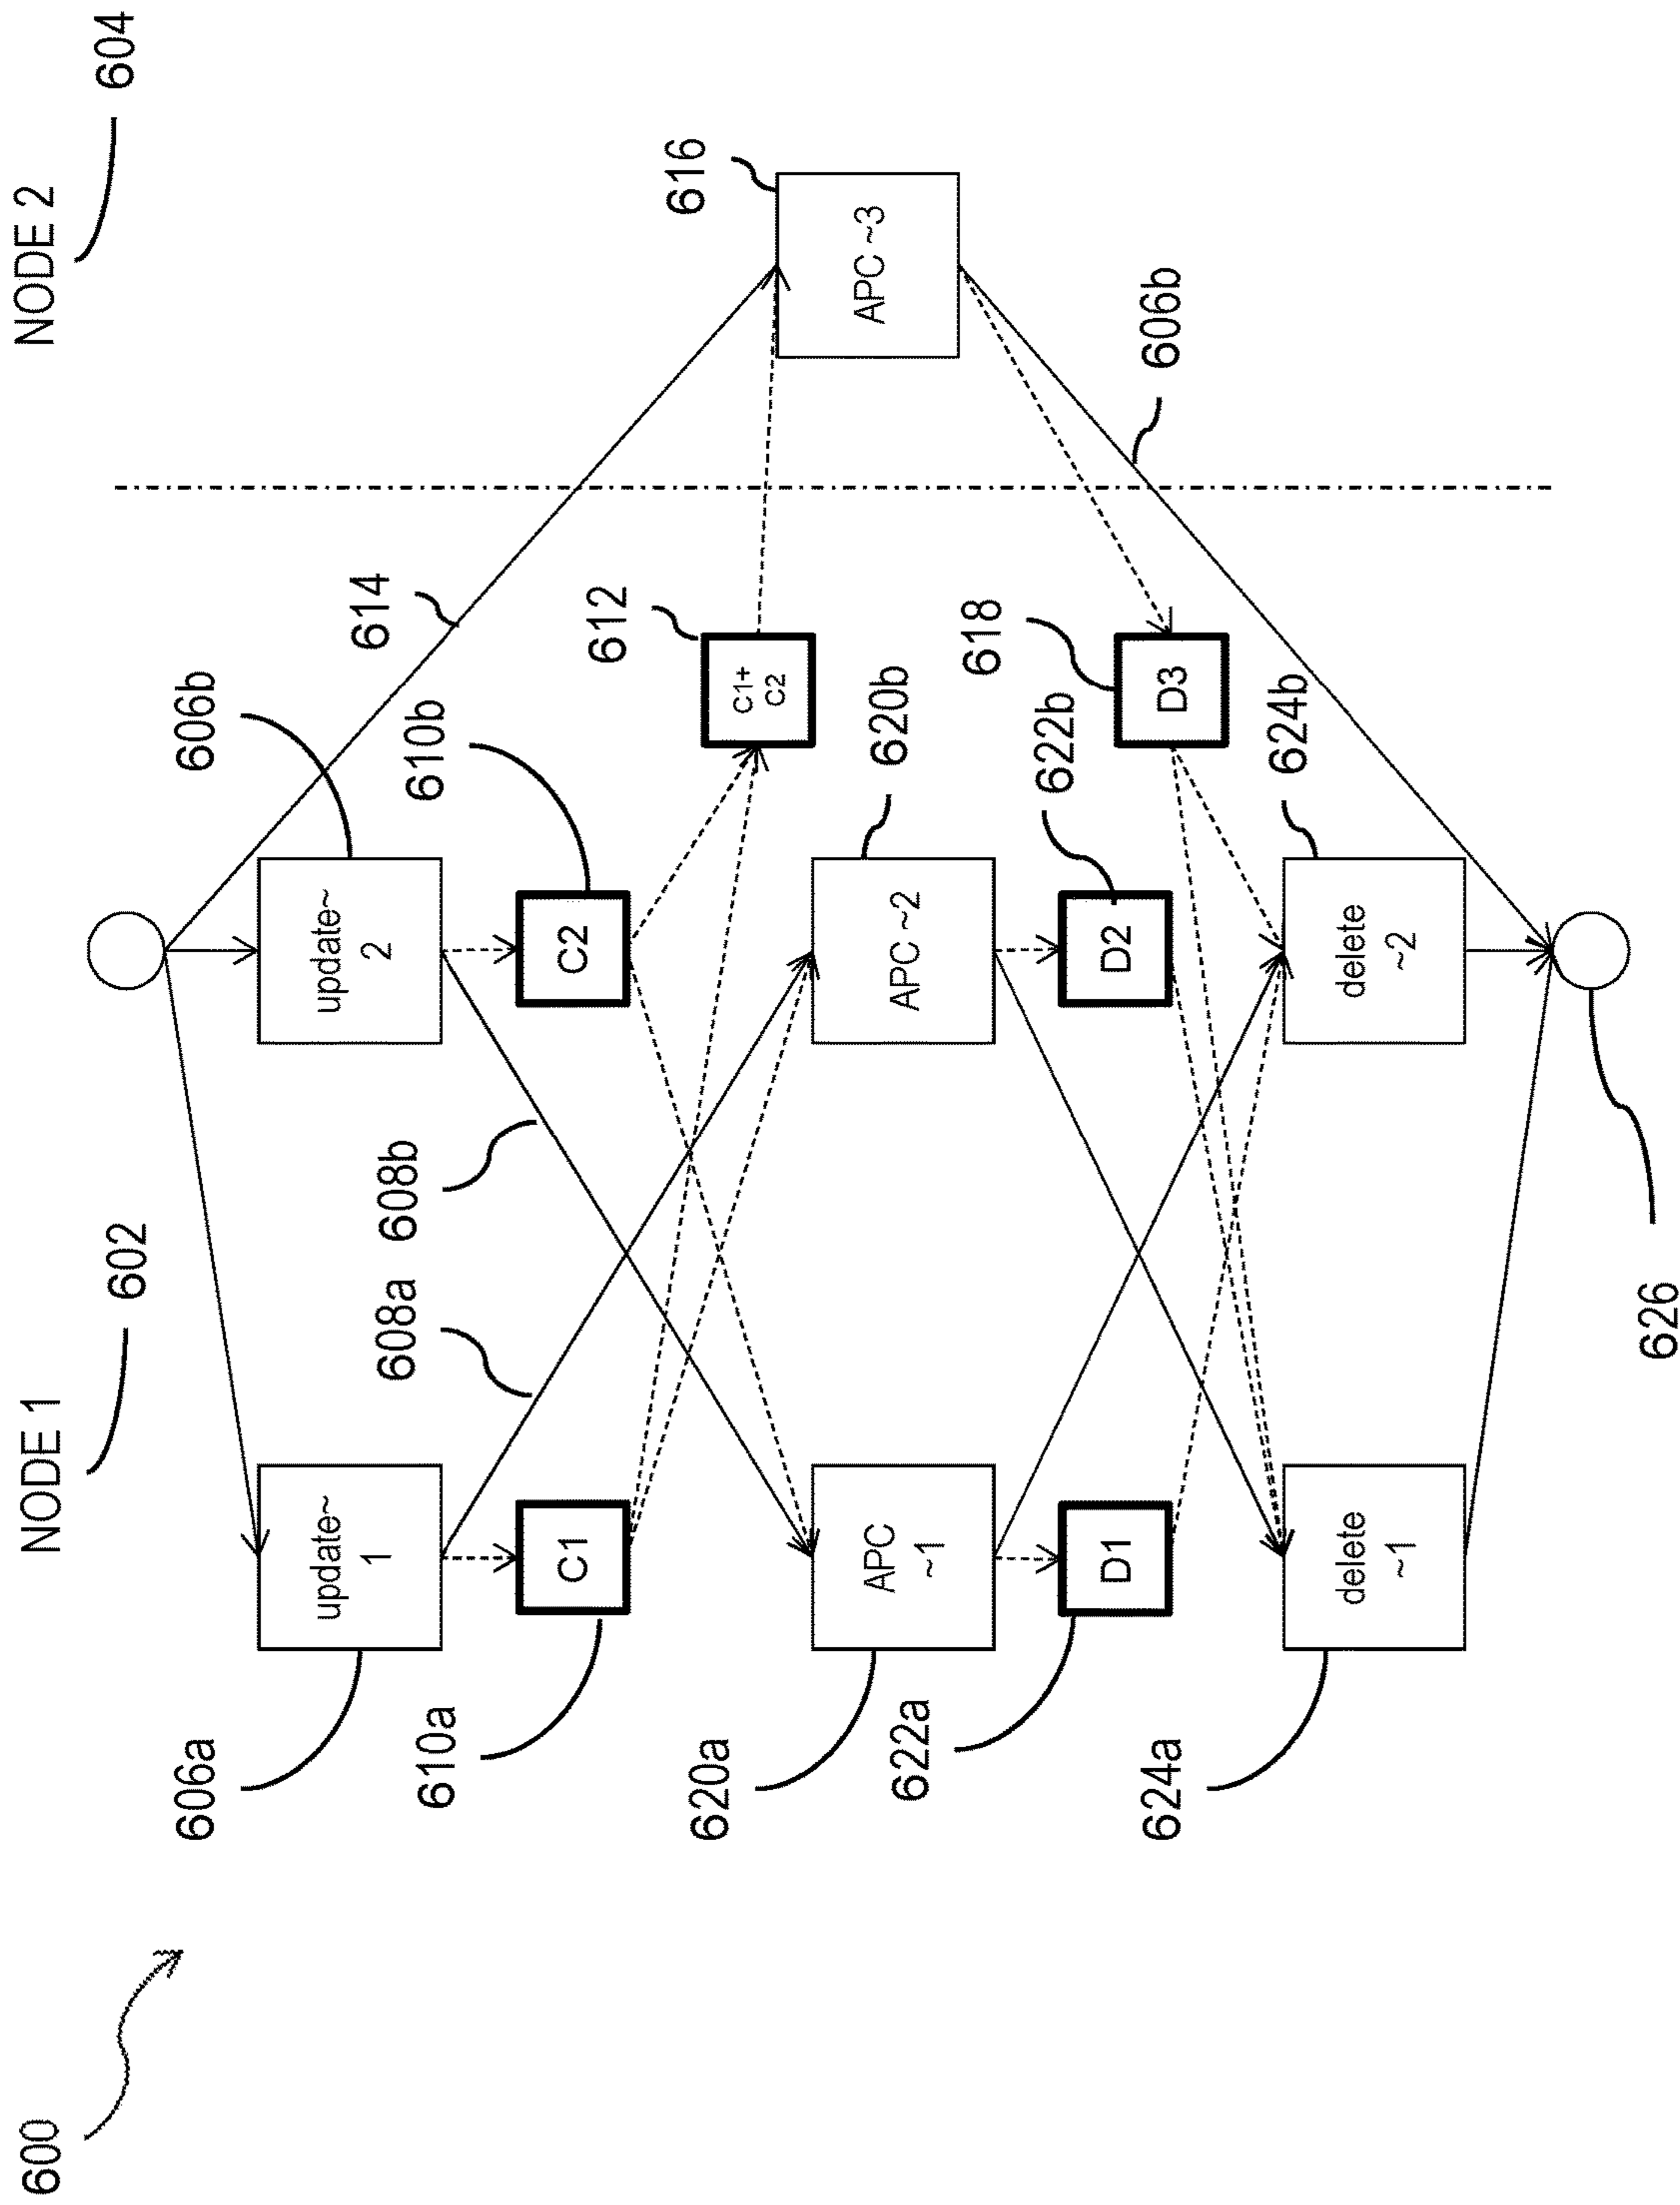 600
NODE 1
602
NODE 2
604
606a
update~
1
606b
update~
2
608a
608b
614
610a
C1
610b
C2
612
C1+
C2
616
APC ~3
620a
APC
~1
620b
APC ~2
606b
622a
D1
622b
D2
618
D3
624a
delete
~1
624b
delete
~2
626